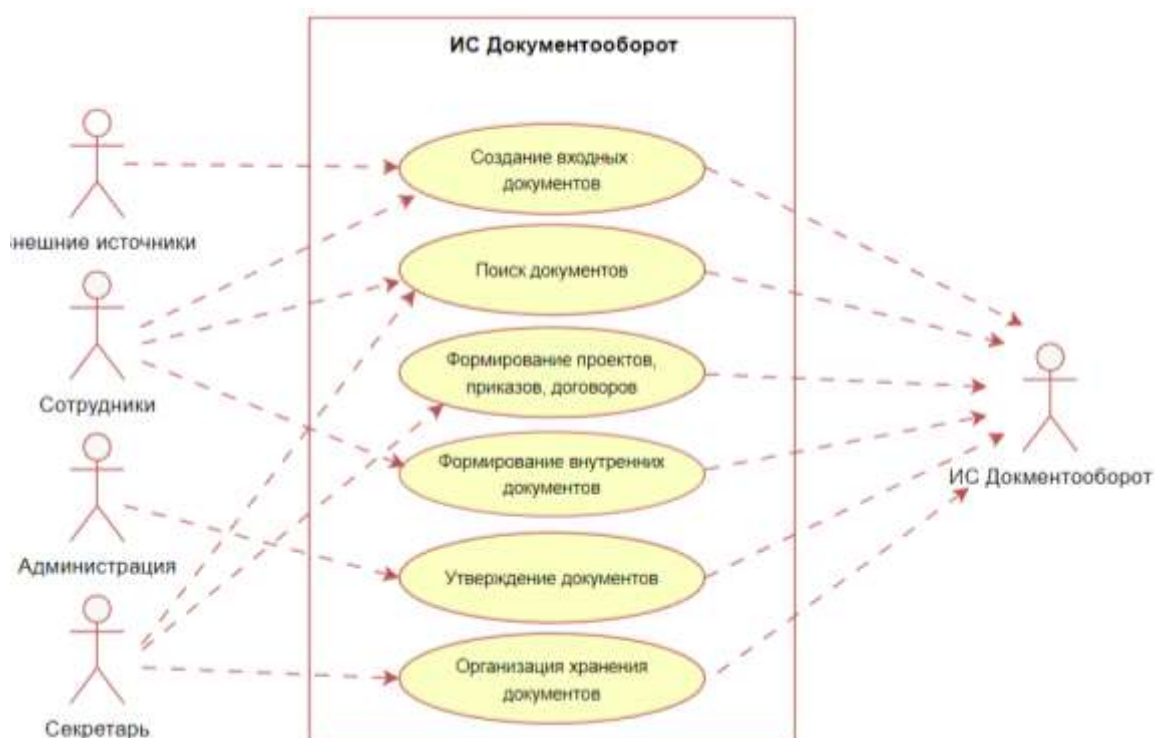 ИС Документооборот
Создание входных
документов
нешние источники
Поиск документов
Формирование проектов,
приказов, договоров
Сотрудники
Формирование внутренних
документов
ИС Докментооборот
Администрация
Утверждение документов
Организация хранения
документов
Секретарь